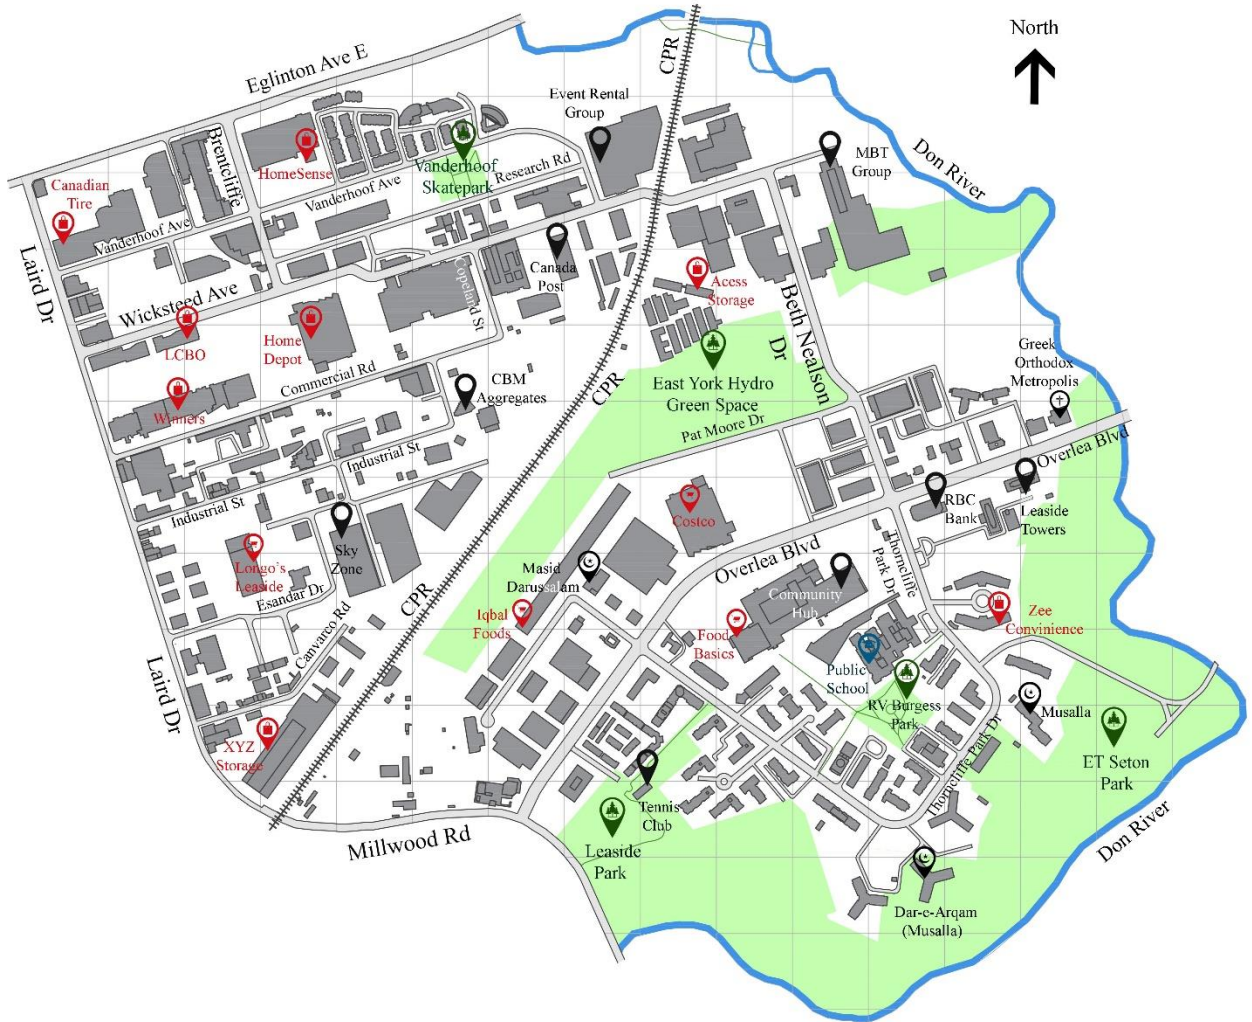 North
Eglinton Ave E
CPR
Event Rental
Group
MBT
Group
Don River
Brentcliffe
HomeSense
Vanderhoof
Skatepark
Research Rd
Canadian
Tire
Vanderhoof Ave
Vanderhoof Ave
Laird Dr
Wicksteed Ave
Copeland St
Canada
Post
Acess
Storage
Beth Nealson
Dr
LCBO
Home
Depot
Commercial Rd
Winners
CBM
Aggregates
CPR
East York Hydro
Green Space
Pat Moore Dr
Greek
Orthodox
Metropolis
Overlea Blvd
Industrial St
Industrial St
Costco
RBC
Bank
Leaside
Towers
Sky
Zone
Longo's
Leaside
Esandar Dr
Canvarco Rd
CPR
Masid
Darussalam
Iqbal
Foods
Overlea Blvd
Community
Hub
Thorncliffe
Park Dr
Food
Basics
Public
School
Zee
Convinience
RV Burgess
Park
Musalla
ET Seton
Park
Laird Dr
XYZ
Storage
Thorncliffe Park Dr
Tennis
Club
Leaside
Park
Millwood Rd
Dar-e-Arqam
(Musalla)
Don River